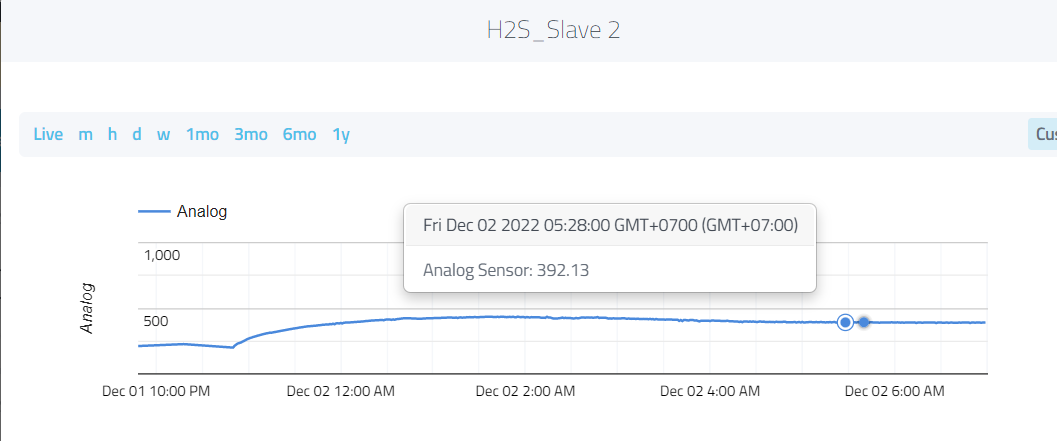 H2S_Slave 2
Live m h d w 1mo 3mo 6mo 1y
Analog
Fri Dec 02 2022 05:28:00 GMT+0700 (GMT+07:00)
Analog Sensor: 392.13
1,000
500
Analog
Dec 01 10:00 PM Dec 02 12:00 AM Dec 02 2:00 AM Dec 02 4:00 AM Dec 02 6:00 AM